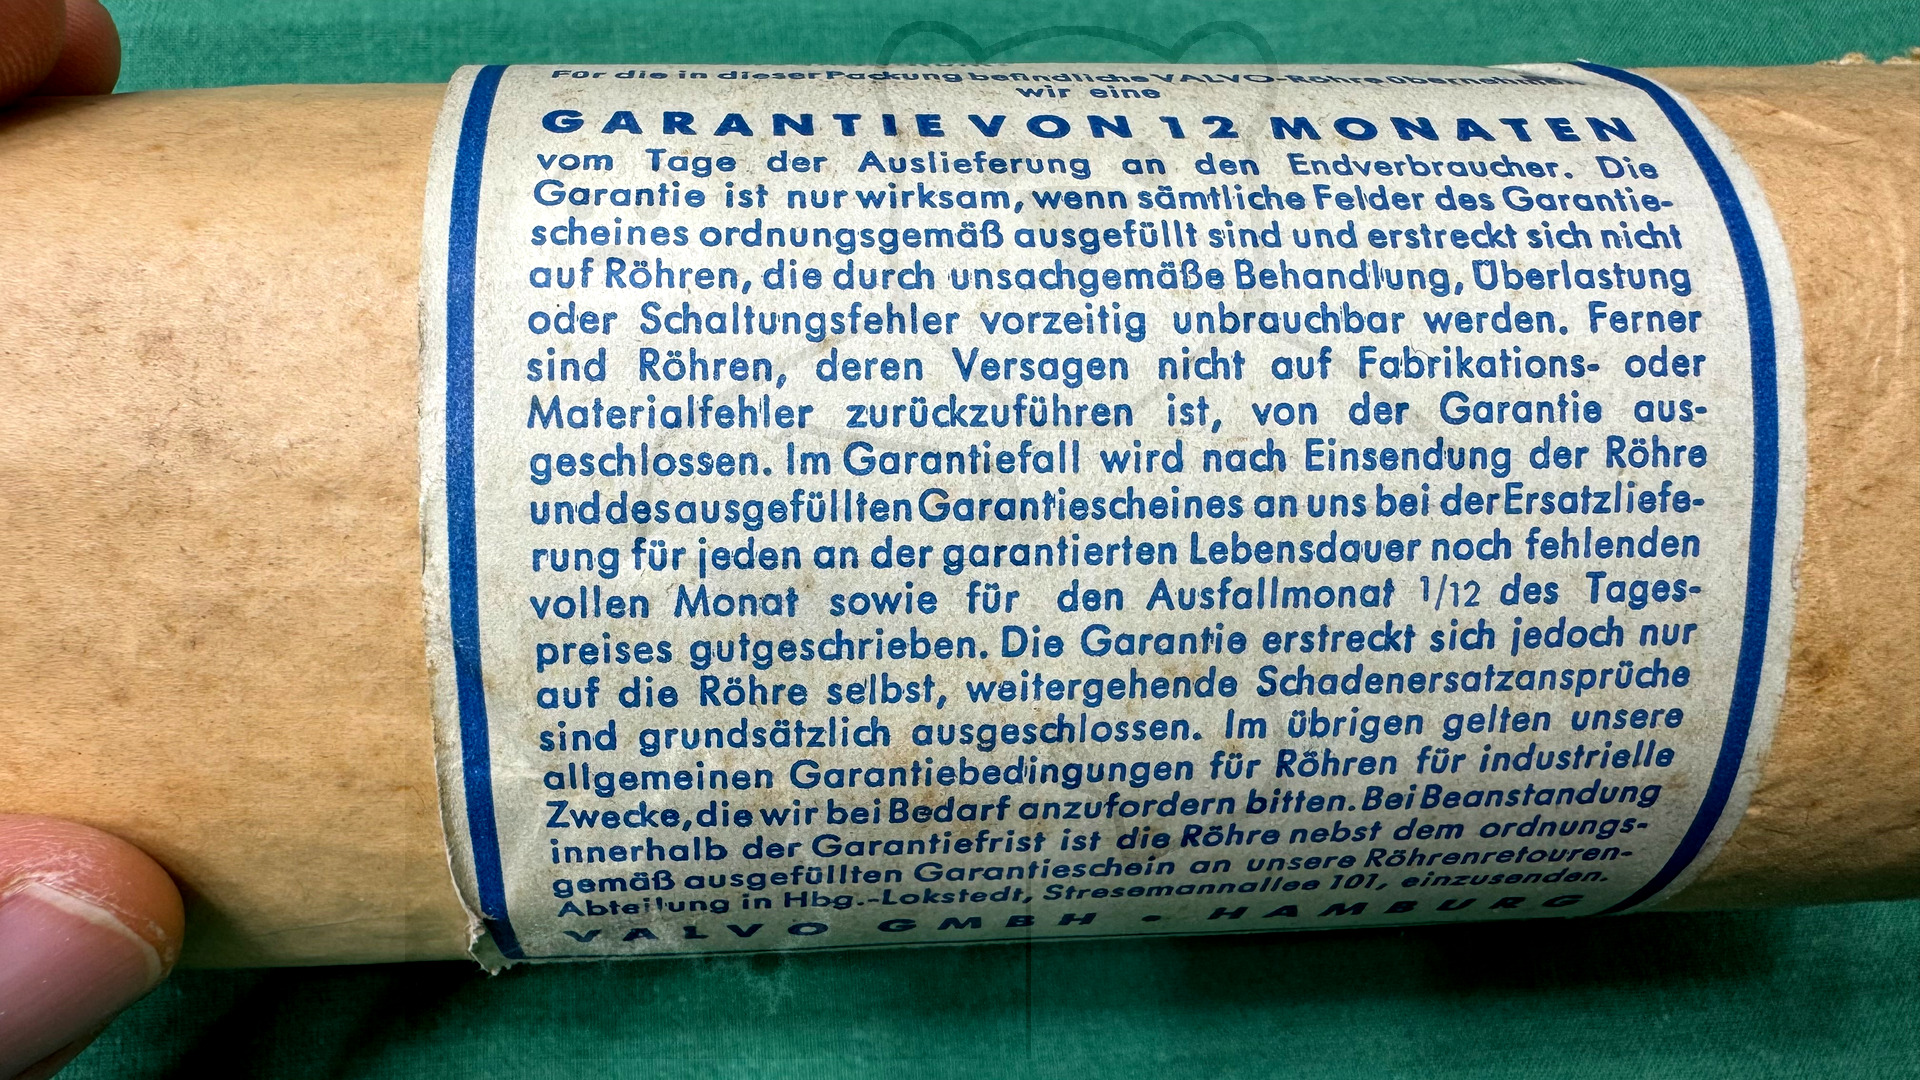 Für die in dieser Packung befindliche VALVO-Röhre übernehmen
wir eine
GARANTIE VON 12 MONATEN
vom Tage der Auslieferung an den Endverbraucher. Die
Garantie ist nur wirksam, wenn sämtliche Felder des Garantie-
scheines ordnungsgemäß ausgefüllt sind und erstreckt sich nicht
auf Röhren, die durch unsachgemäße Behandlung, Überlastung
oder Schaltungsfehler vorzeitig unbrauchbar werden. Ferner
sind Röhren, deren Versagen nicht auf Fabrikations- oder
Materialfehler zurückzuführen ist, von der Garantie aus-
geschlossen. Im Garantiefall wird nach Einsendung der Röhre
und des ausgefüllten Garantiescheines an uns bei der Ersatzliefe-
rung für jeden an der garantierten Lebensdauer noch fehlenden
vollen Monat sowie für den Ausfallmonat 1/12 des Tages-
preises gutgeschrieben. Die Garantie erstreckt sich jedoch nur
auf die Röhre selbst, weitergehende Schadenersatzansprüche
sind grundsätzlich ausgeschlossen. Im übrigen gelten unsere
allgemeinen Garantiebedingungen für Röhren für industrielle
Zwecke, die wir bei Bedarf anzufordern bitten. Bei Beanstandung
innerhalb der Garantiefrist ist die Röhre nebst dem ordnungs-
gemäß ausgefüllten Garantieschein an unsere Röhrenretouren-
Abteilung in Hbg.-Lokstedt, Stresemannallee 101, einzusenden.
VALVO GMBH • HAMBURG